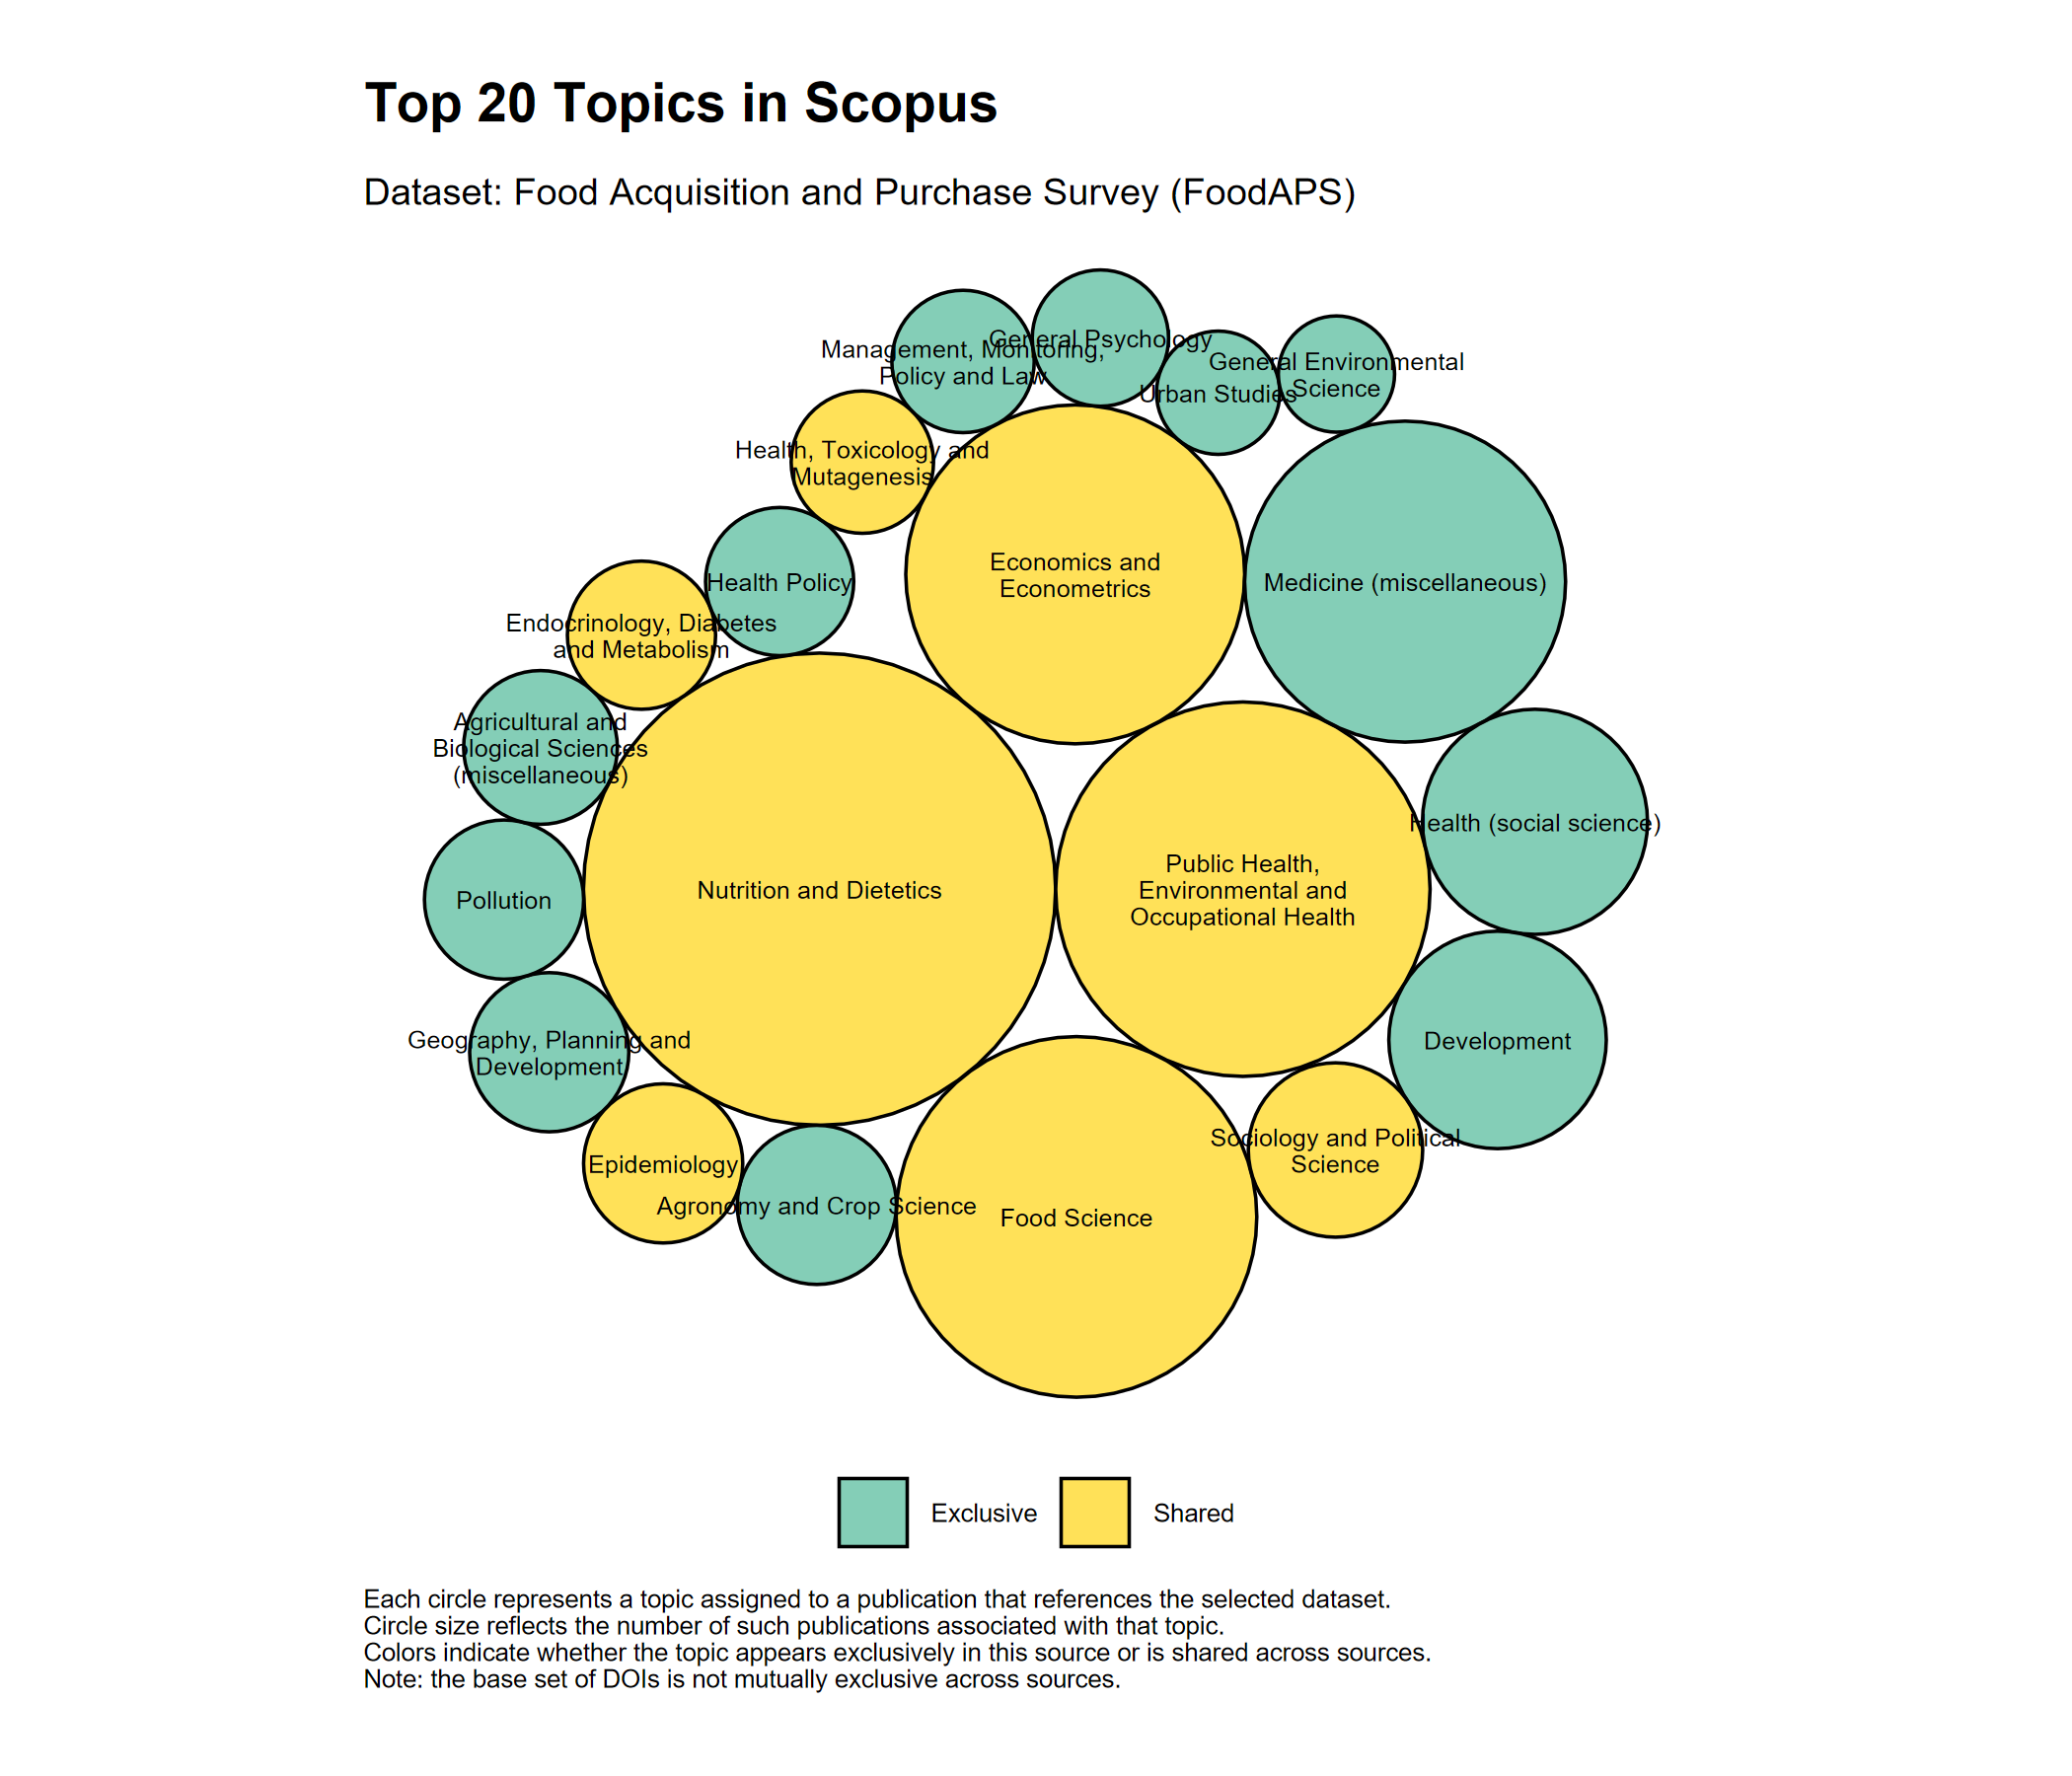 Top 20 Topics in Scopus
Dataset: Food Acquisition and Purchase Survey (FoodAPS)
General Psychology
Management, Monitoring,
Policy and Law
General Environmental
Science
Urban Studies
Health, Toxicology and
Mutagenesis
Economics and
Econometrics
Medicine (miscellaneous)
Health Policy
Endocrinology, Diabetes
and Metabolism
Agricultural and
Biological Sciences
(miscellaneous)
Health (social science)
Nutrition and Dietetics
Public Health,
Environmental and
Occupational Health
Pollution
Geography, Planning and
Development
Development
Sociology and Political
Science
Epidemiology
Agronomy and Crop Science
Food Science
Exclusive
Shared
Each circle represents a topic assigned to a publication that references the selected dataset.
Circle size reflects the number of such publications associated with that topic.
Colors indicate whether the topic appears exclusively in this source or is shared across sources.
Note: the base set of DOIs is not mutually exclusive across sources.